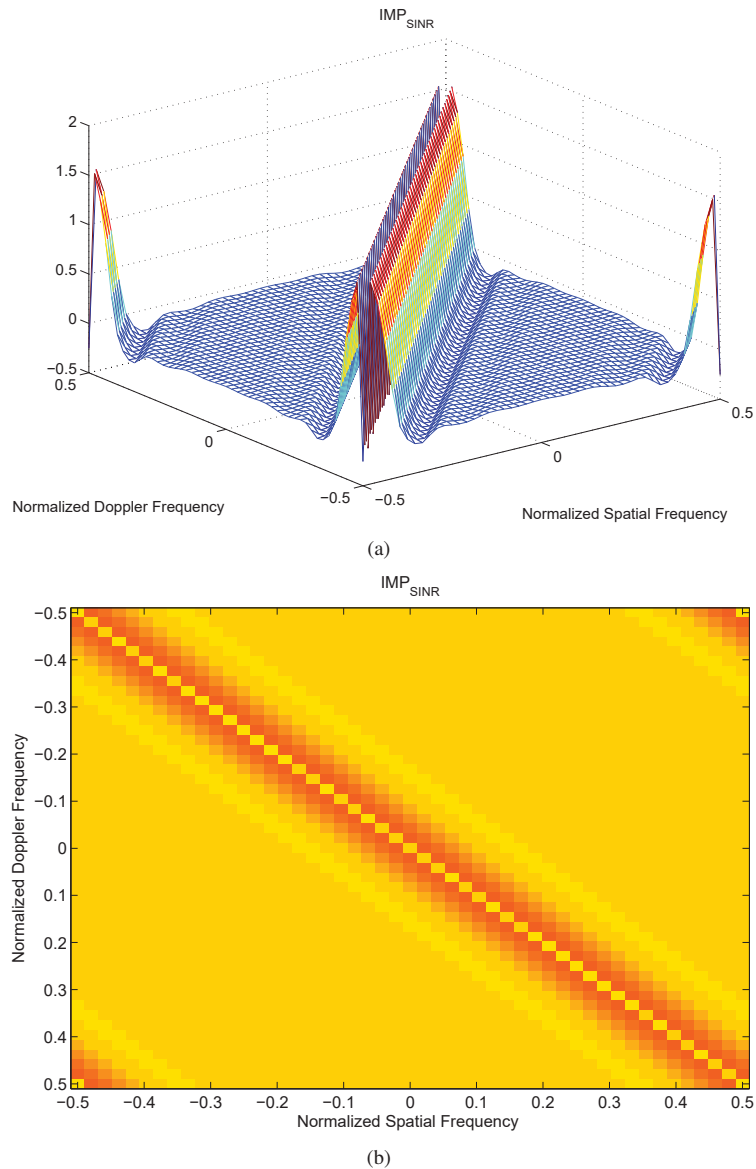 IMP_SINR
2
1.5
1
0.5
0
−0.5
0.5
0
−0.5
−0.5
0
0.5
Normalized Doppler Frequency
Normalized Spatial Frequency
(a)
IMP_SINR
−0.5
−0.4
−0.3
−0.2
−0.1
0
0.1
0.2
0.3
0.4
0.5
Normalized Doppler Frequency
−0.5 −0.4 −0.3 −0.2 −0.1 0 0.1 0.2 0.3 0.4 0.5
Normalized Spatial Frequency
(b)